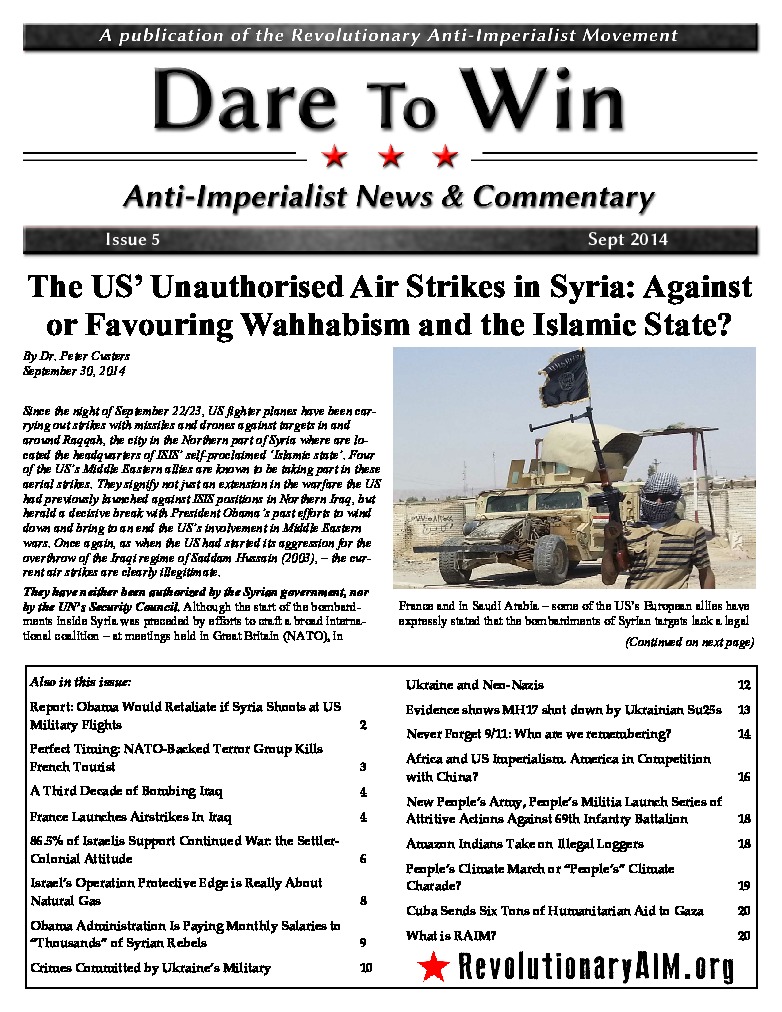 A publication of the Revolutionary Anti-Imperialist Movement
Dare To Win
Anti-Imperialist News & Commentary
Issue 5 Sept 2014
The US' Unauthorised Air Strikes in Syria: Against
or Favouring Wahhabism and the Islamic State?
By Dr. Peter Custers
September 30, 2014
Since the night of September 22/23, US fighter planes have been car-
rying out strikes with missiles and drones against targets in and
around Raqqah, the city in the Northern part of Syria where are lo-
cated the headquarters of ISIS' self-proclaimed 'Islamic state'. Four
of the US's Middle Eastern allies are known to be taking part in these
aerial strikes. They signify not just an extension in the warfare the US
had previously launched against ISIS positions in Northern Iraq, but
herald a decisive break with President Obama's past efforts to wind
down and bring to an end the US's involvement in Middle Eastern
wars. Once again, as when the US had started its aggression for the
overthrow of the Iraqi regime of Saddam Hussain (2003), – the cur-
rent air strikes are clearly illegitimate.
They have neither been authorized by the Syrian government, nor
by the UN's Security Council. Although the start of the bombard-
ments inside Syria was preceded by efforts to craft a broad interna-
tional coalition – at meetings held in Great Britain (NATO), in
France and in Saudi Arabia – some of the US's European allies have
expressly stated that the bombardments of Syrian targets lack a legal
(Continued on next page)
Also in this issue:
Report: Obama Would Retaliate if Syria Shoots at US
Military Flights 2
Perfect Timing: NATO-Backed Terror Group Kills
French Tourist 3
A Third Decade of Bombing Iraq 4
France Launches Airstrikes In Iraq 4
86.5% of Israelis Support Continued War: the Settler-
Colonial Attitude 6
Israel's Operation Protective Edge is Really About
Natural Gas 8
Obama Administration Is Paying Monthly Salaries to
"Thousands" of Syrian Rebels 9
Crimes Committed by Ukraine's Military 10
Ukraine and Neo-Nazis 12
Evidence shows MH17 shot down by Ukrainian Su25s 13
Never Forget 9/11: Who are we remembering? 14
Africa and US Imperialism. America in Competition
with China? 16
New People's Army, People's Militia Launch Series of
Attritive Actions Against 69th Infantry Battalion 18
Amazon Indians Take on Illegal Loggers 18
People's Climate March or "People's" Climate
Charade? 19
Cuba Sends Six Tons of Humanitarian Aid to Gaza 20
What is RAIM? 20
RevolutionaryAIM.org